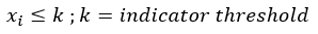 xᵢ ≤ k ; k = indicator threshold